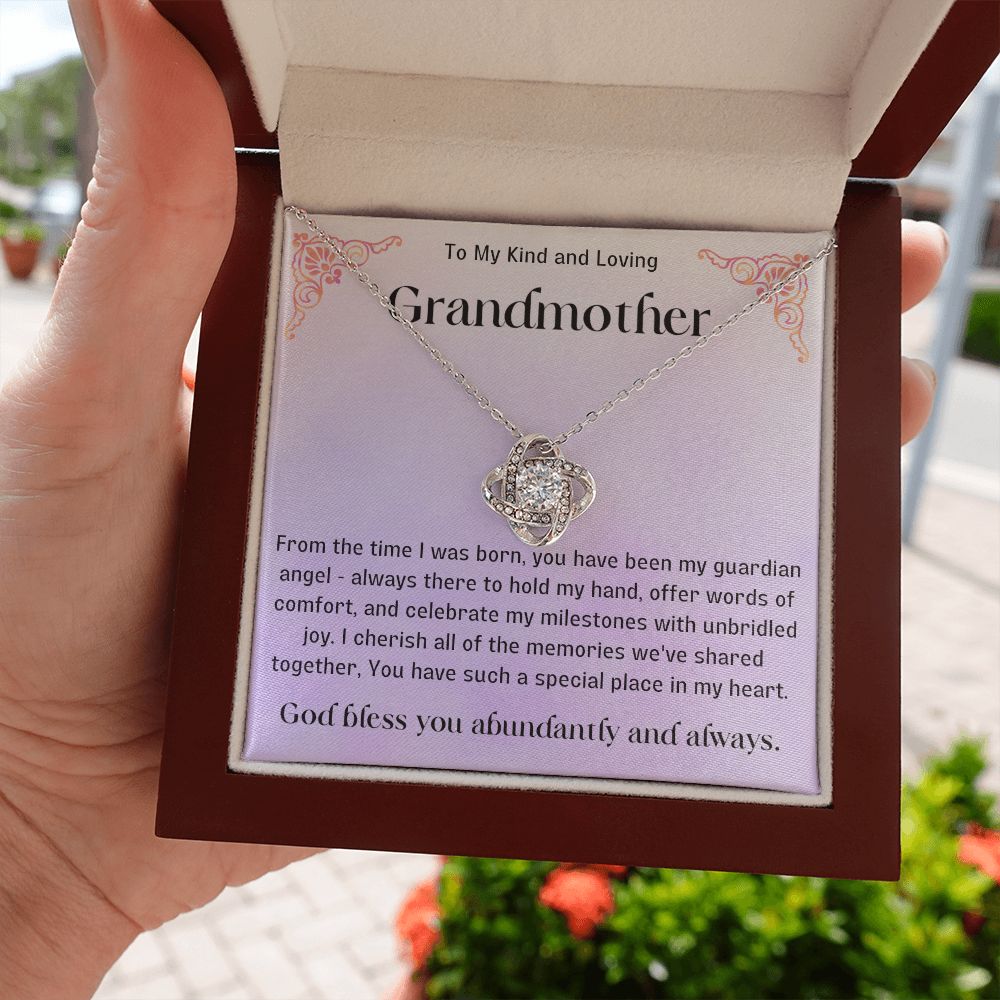 To My Kind and Loving
Grandmother
From the time I was born, you have been my guardian
angel - always there to hold my hand, offer words of
comfort, and celebrate my milestones with unbridled
joy. I cherish all of the memories we've shared
together, You have such a special place in my heart.
God bless you abundantly and always.